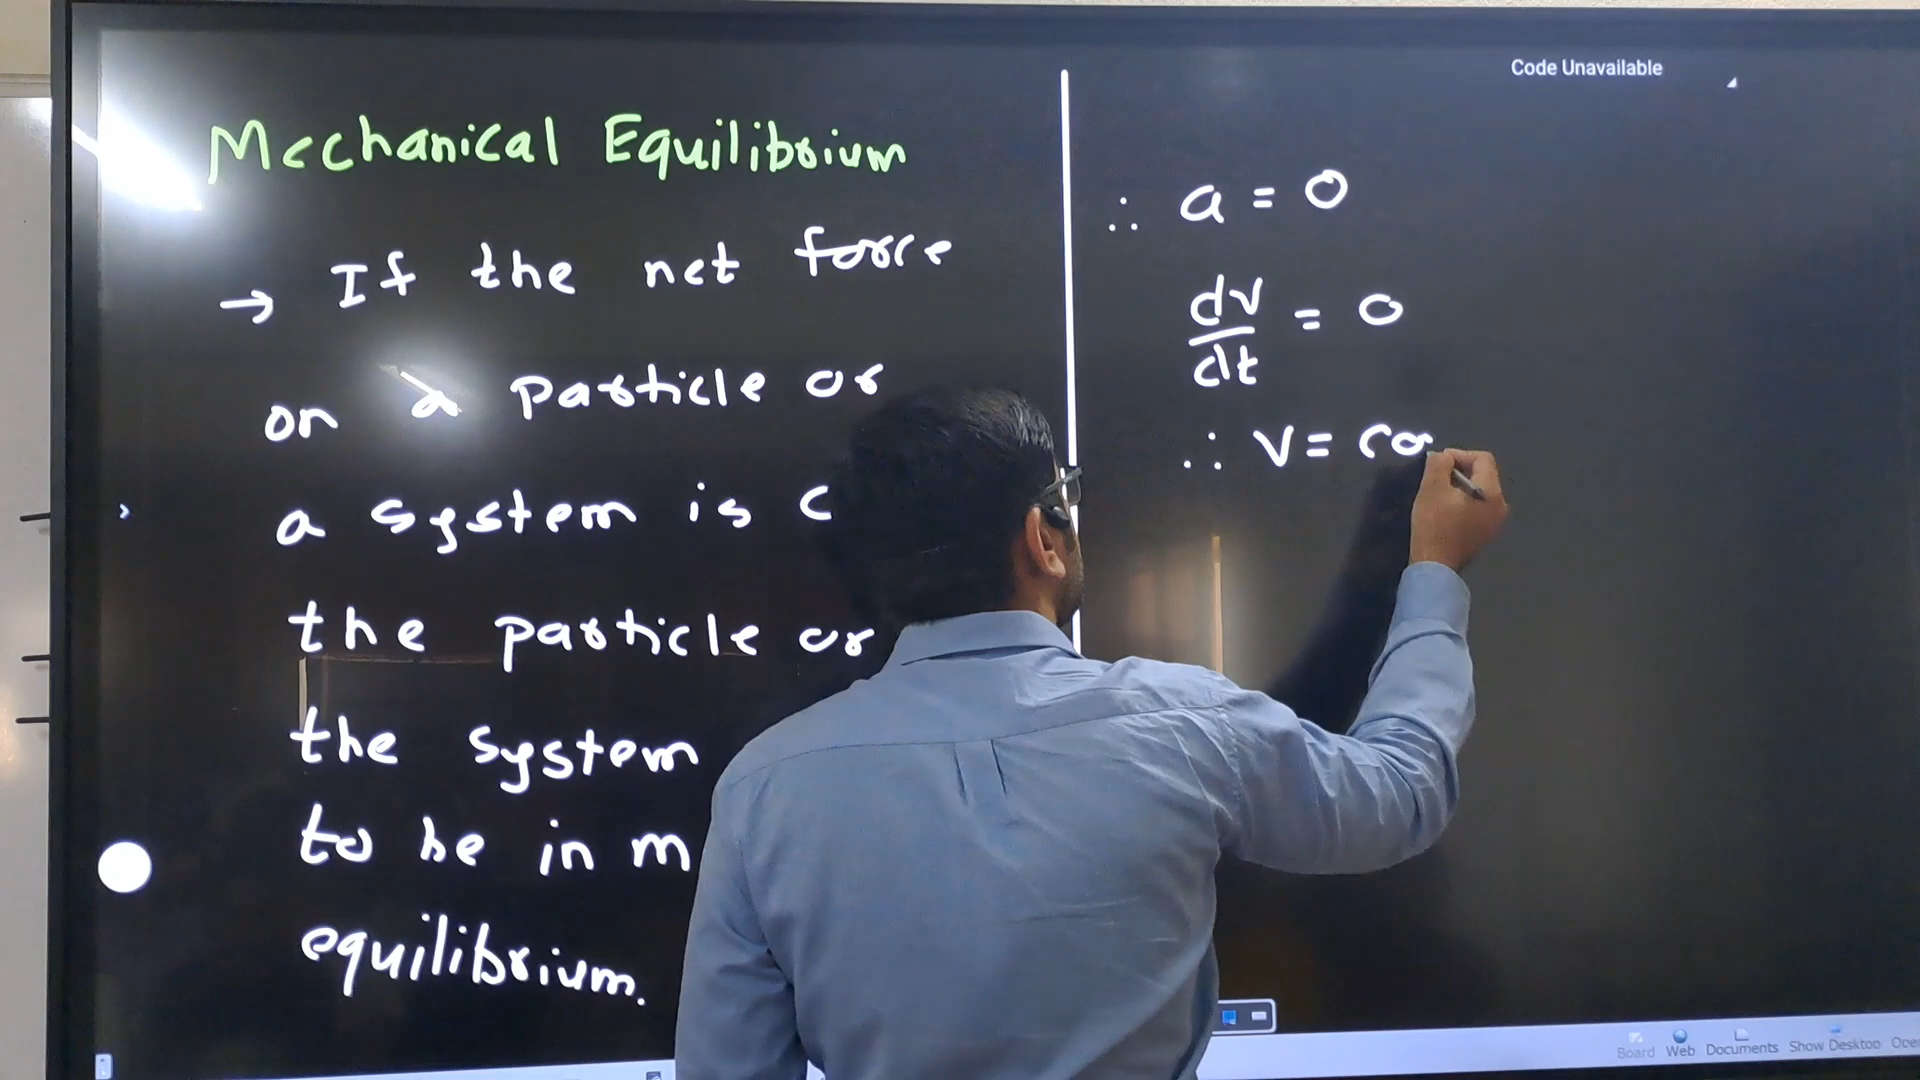 Mechanical Equilibrium
→ If the net force
on a particle or
a system is
the particle or
the system
to be in m
equilibrium.
Code Unavailable
∴ a = 0
dv/dt = 0
∴ v = co
Board Web Documents Show Desktop Ope